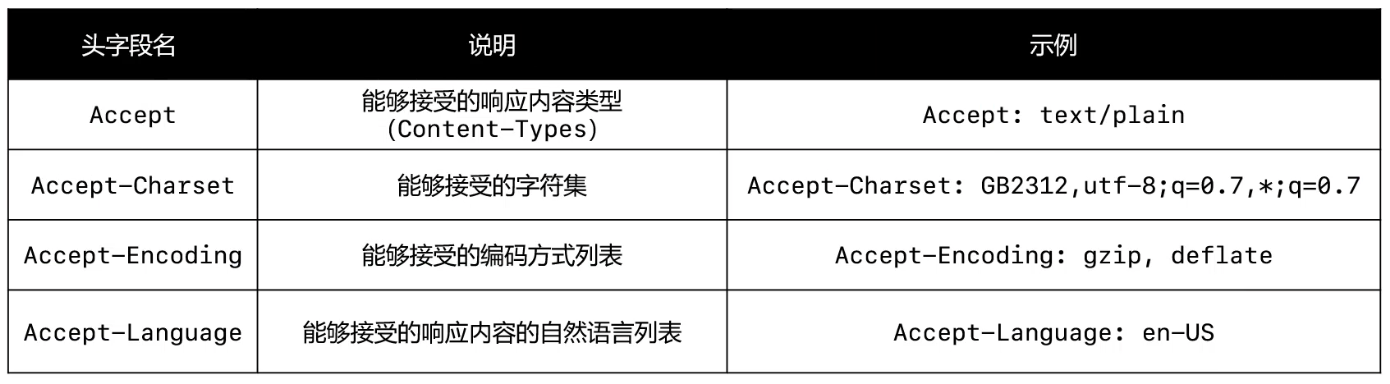 头字段名 说明 示例
Accept 能够接受的响应内容类型 Accept: text/plain
（Content-Types）
Accept-Charset 能够接受的字符集 Accept-Charset: GB2312,utf-8;q=0.7,*;q=0.7
Accept-Encoding 能够接受的编码方式列表 Accept-Encoding: gzip, deflate
Accept-Language 能够接受的响应内容的自然语言列表 Accept-Language: en-US